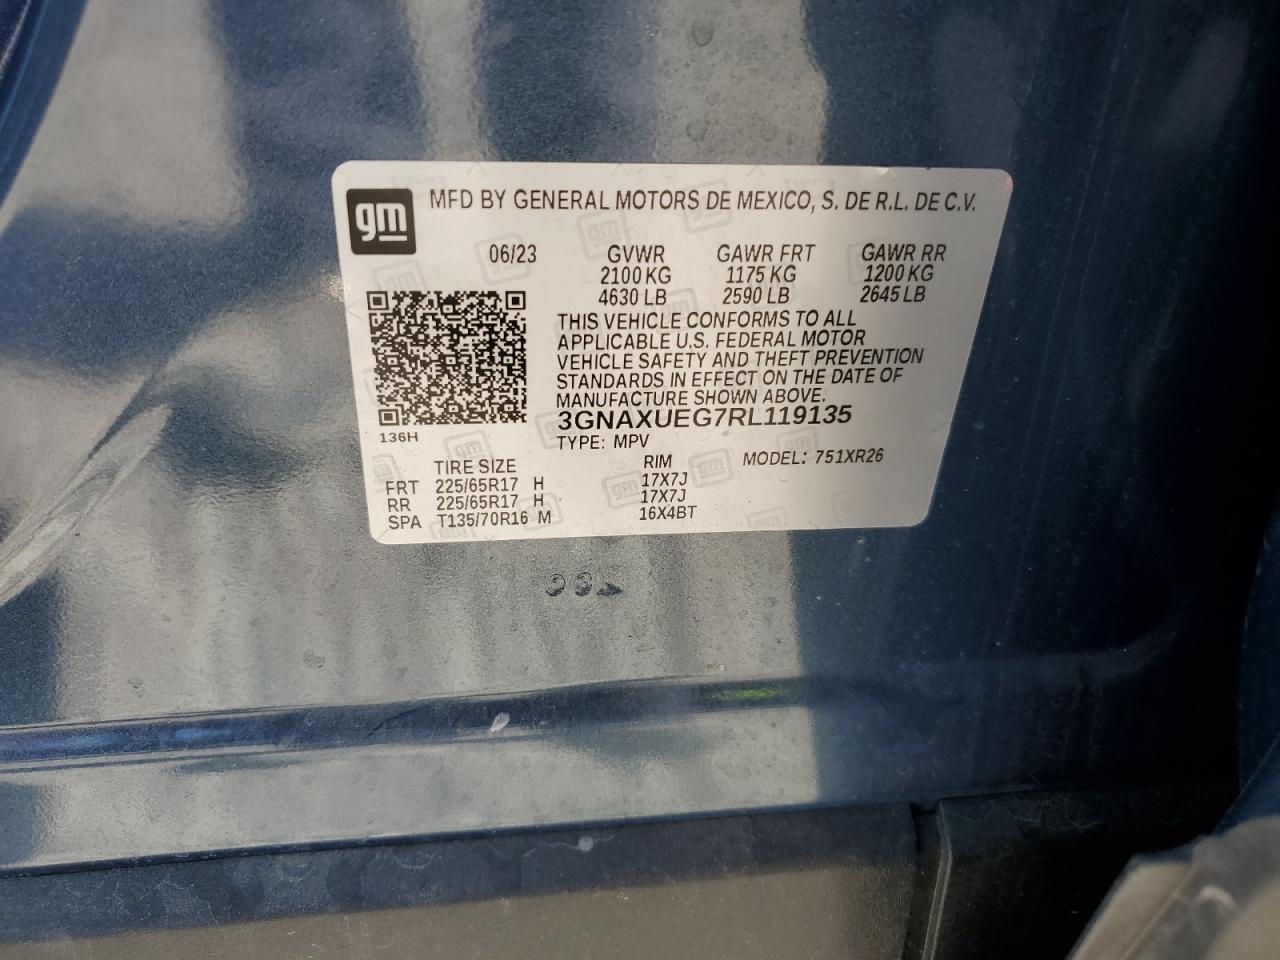 gm
MFD BY GENERAL MOTORS DE MEXICO, S. DE R.L. DE C.V.
06/23 GVWR GAWR FRT GAWR RR
2100 KG 1175 KG 1200 KG
4630 LB 2590 LB 2645 LB
THIS VEHICLE CONFORMS TO ALL
APPLICABLE U.S. FEDERAL MOTOR
VEHICLE SAFETY AND THEFT PREVENTION
STANDARDS IN EFFECT ON THE DATE OF
MANUFACTURE SHOWN ABOVE.
3GNAXUEG7RL119135
136H
TYPE: MPV
TIRE SIZE RIM MODEL: 751XR26
FRT 225/65R17 H 17X7J
RR 225/65R17 H 17X7J
SPA T135/70R16 M 16X4BT